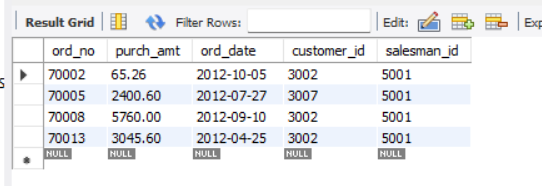 Result Grid Filter Rows: Edit: Exp
ord_no purch_amt ord_date customer_id salesman_id
70002 65.26 2012-10-05 3002 5001
70005 2400.60 2012-07-27 3007 5001
70008 5760.00 2012-09-10 3002 5001
70013 3045.60 2012-04-25 3002 5001
NULL NULL NULL NULL NULL